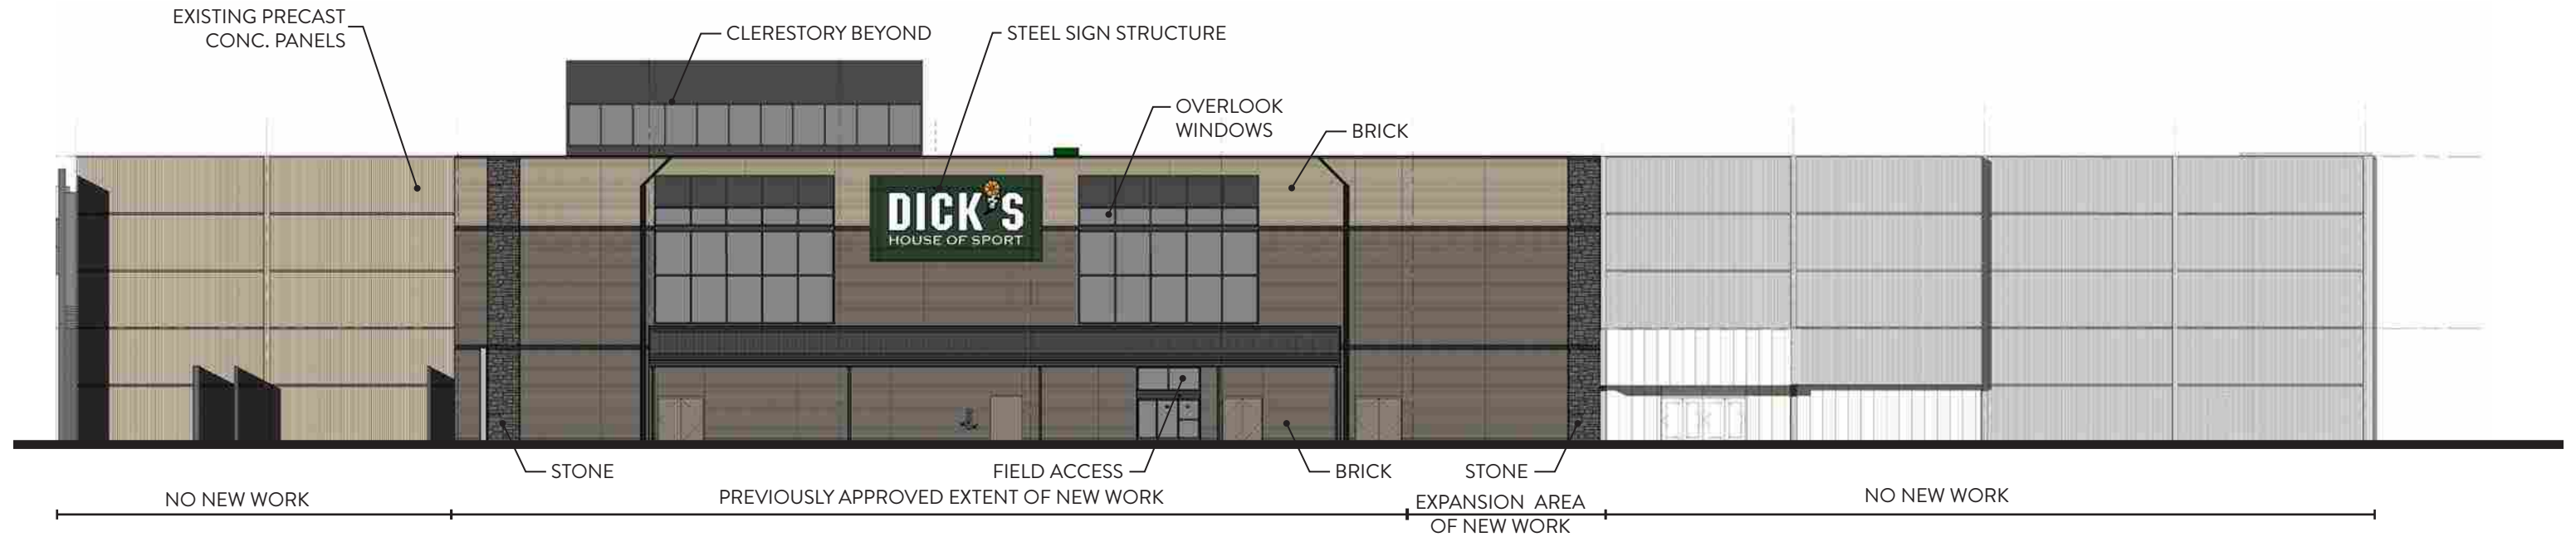 EXISTING PRECAST
CONC. PANELS
CLERESTORY BEYOND
STEEL SIGN STRUCTURE
OVERLOOK
WINDOWS
BRICK
DICK'S
HOUSE OF SPORT
STONE
FIELD ACCESS
BRICK
STONE
NO NEW WORK
PREVIOUSLY APPROVED EXTENT OF NEW WORK
EXPANSION AREA
OF NEW WORK
NO NEW WORK